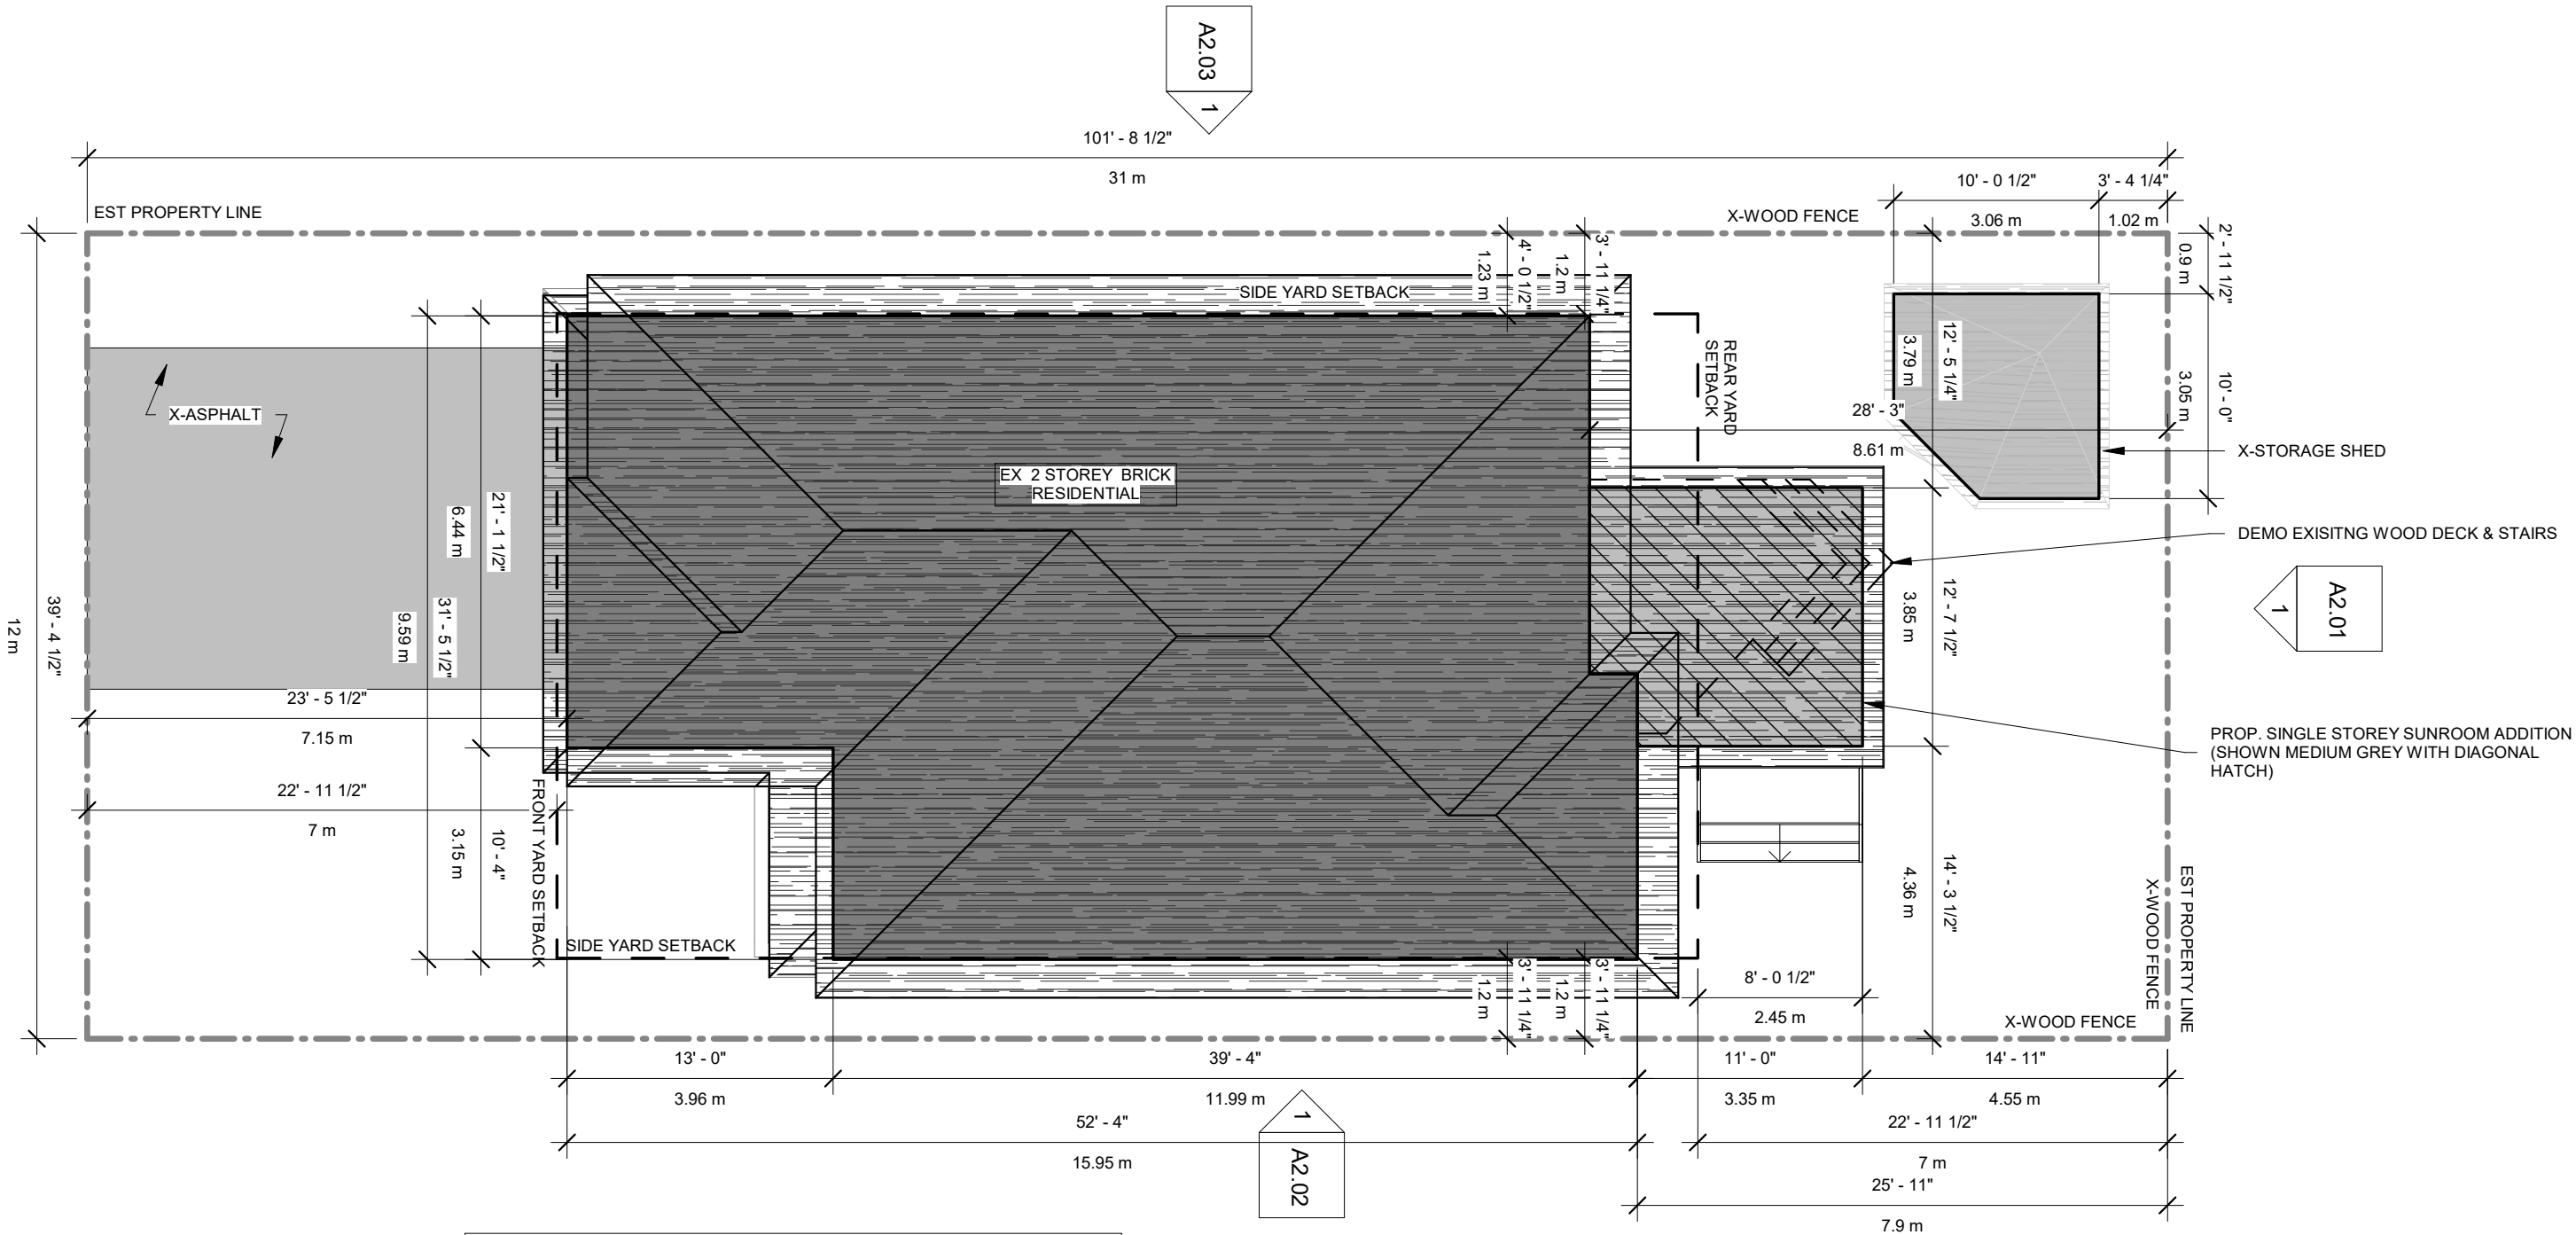 A2.03
1
101' - 8 1/2"
31 m
10' - 0 1/2"
3' - 4 1/4"
3.06 m
1.02 m
EST PROPERTY LINE
X-WOOD FENCE
2' - 11 1/2"
0.9 m
4' - 0 1/2"
1.23 m
3' - 11 1/4"
1.2 m
SIDE YARD SETBACK
REAR YARD
SETBACK
12' - 5 1/4"
3.79 m
10' - 0"
3.05 m
X-ASPHALT
28' - 3"
8.61 m
X-STORAGE SHED
EX 2 STOREY BRICK
RESIDENTIAL
21' - 1 1/2"
6.44 m
DEMO EXISITNG WOOD DECK & STAIRS
A2.01
1
12' - 7 1/2"
3.85 m
39' - 4 1/2"
12 m
31' - 5 1/2"
9.59 m
23' - 5 1/2"
7.15 m
PROP. SINGLE STOREY SUNROOM ADDITION
(SHOWN MEDIUM GREY WITH DIAGONAL
HATCH)
22' - 11 1/2"
7 m
FRONT YARD SETBACK
10' - 4"
3.15 m
14' - 3 1/2"
4.36 m
EST PROPERTY LINE
X-WOOD FENCE
SIDE YARD SETBACK
3' - 11 1/4"
1.2 m
3' - 11 1/4"
1.2 m
8' - 0 1/2"
2.45 m
X-WOOD FENCE
13' - 0"
3.96 m
39' - 4"
11.99 m
11' - 0"
3.35 m
14' - 11"
4.55 m
1
A2.02
52' - 4"
15.95 m
22' - 11 1/2"
7 m
25' - 11"
7.9 m